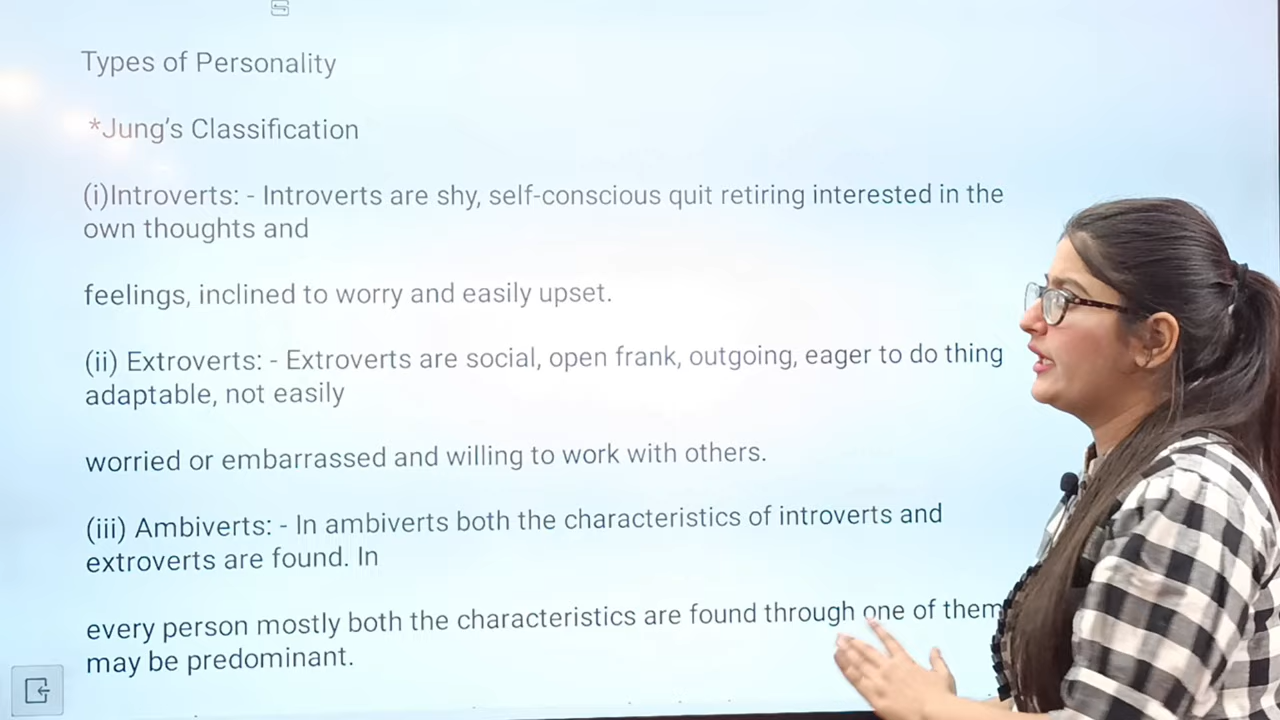 Types of Personality
*Jung's Classification
(i)Introverts: - Introverts are shy, self-conscious quit retiring interested in the
own thoughts and
feelings, inclined to worry and easily upset.
(ii) Extroverts: - Extroverts are social, open frank, outgoing, eager to do thing
adaptable, not easily
worried or embarrassed and willing to work with others.
(iii) Ambiverts: - In ambiverts both the characteristics of introverts and
extroverts are found. In
every person mostly both the characteristics are found through one of them
may be predominant.